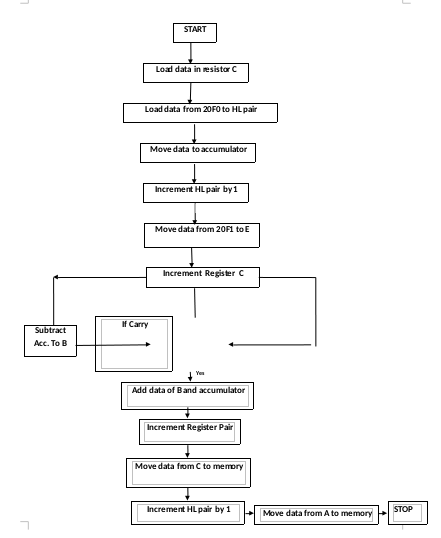 START
Load data in resistor C
Load data from 20F0 to HL pair
Move data to accumulator
Increment HL pair by 1
Move data from 20F1 to E
Increment Register C
If Carry
Subtract
Acc. To B
Yes
Add data of B and accumulator
Increment Register Pair
Move data from C to memory
Increment HL pair by 1
Move data from A to memory
STOP